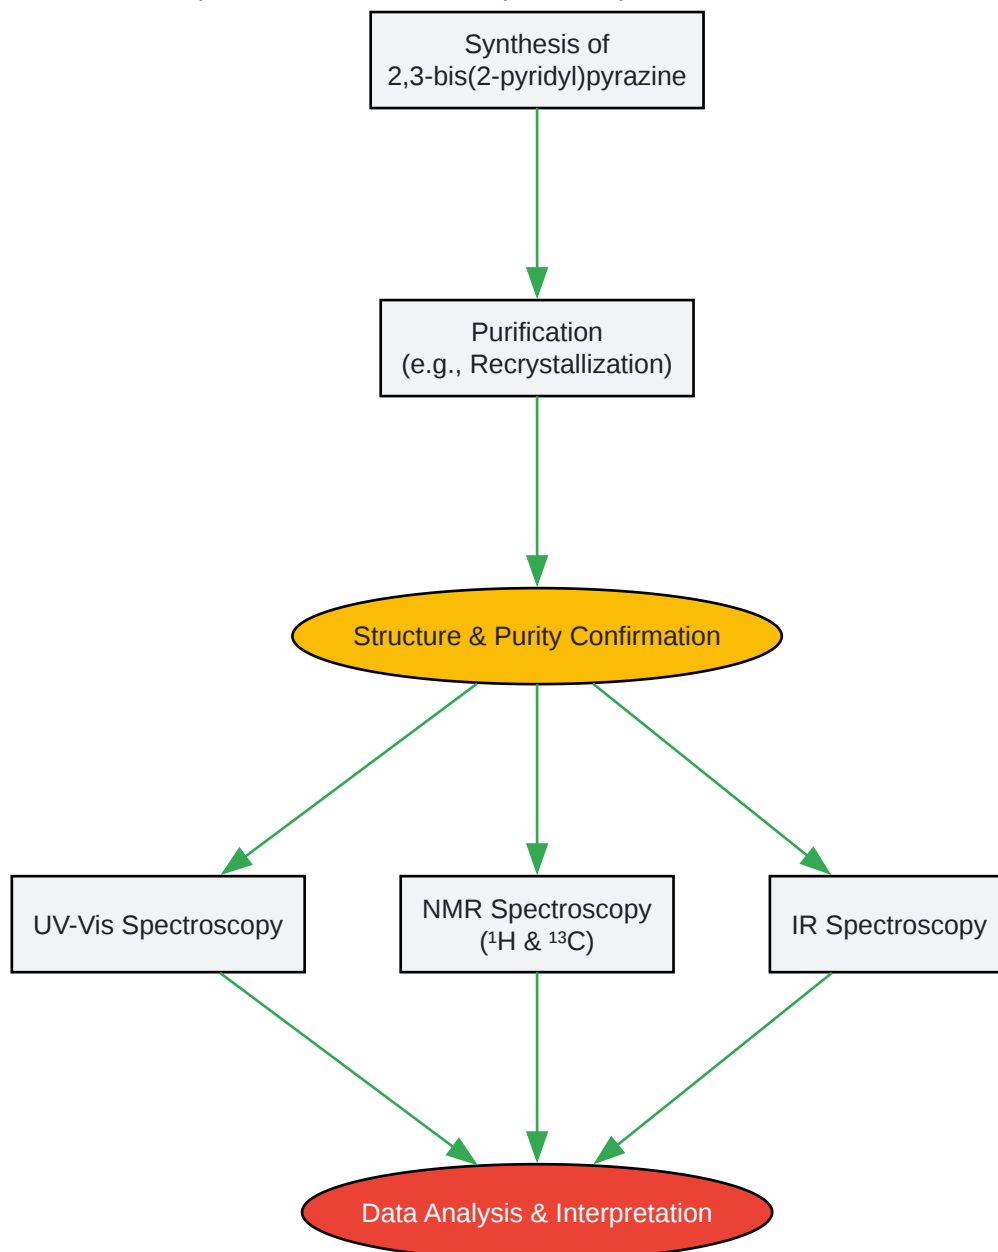 Synthesis of
2,3-bis(2-pyridyl)pyrazine
Purification
(e.g., Recrystallization)
Structure & Purity Confirmation
UV-Vis Spectroscopy
NMR Spectroscopy
(¹H & ¹³C)
IR Spectroscopy
Data Analysis & Interpretation